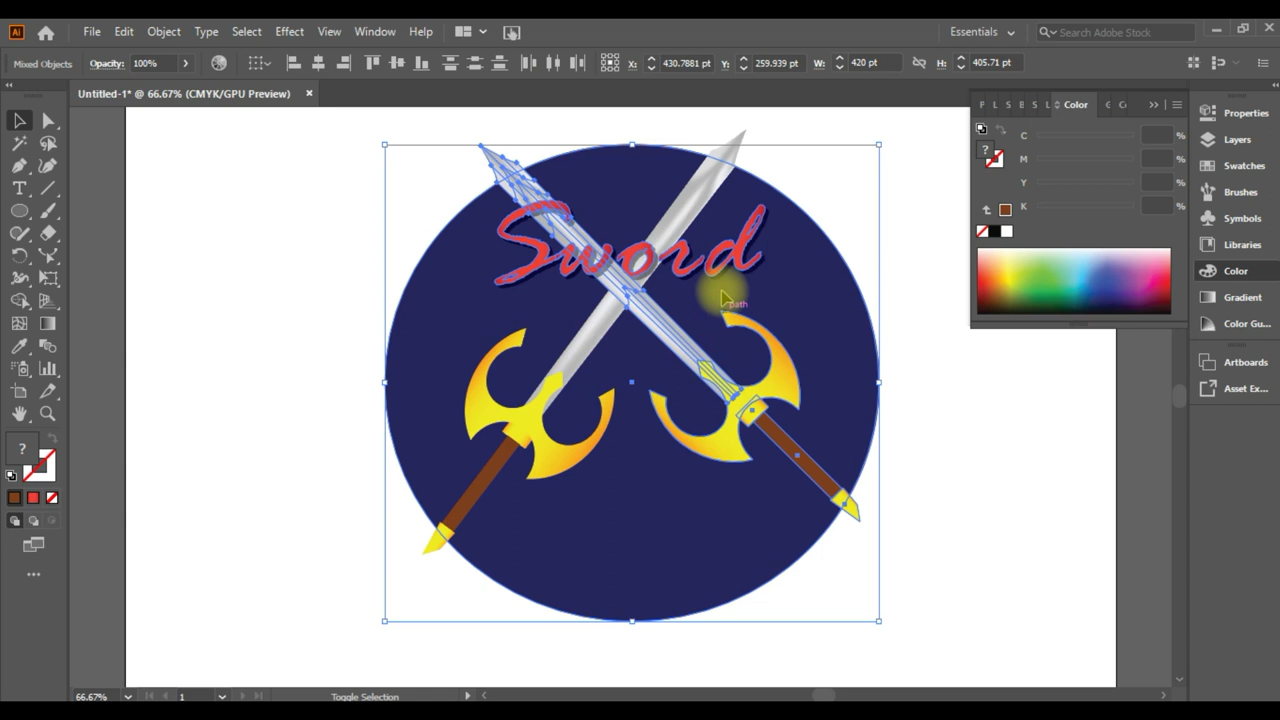 Ai File Edit Object Type Select Effect View Window Help Essentials Search Adobe Stock
Mixed Objects Opacity: 100% X: 430.7881 pt Y: 259.939 pt W: 420 pt H: 405.71 pt
Untitled-1* @ 66.67% (CMYK/GPU Preview)
P L S B S L Color
C %
M %
Y %
K %
?
Properties
Layers
Swatches
Brushes
Symbols
Libraries
Color
Gradient
Color Gu...
Artboards
Asset Ex...
Sword
path
?
66.67% 1 Toggle Selection